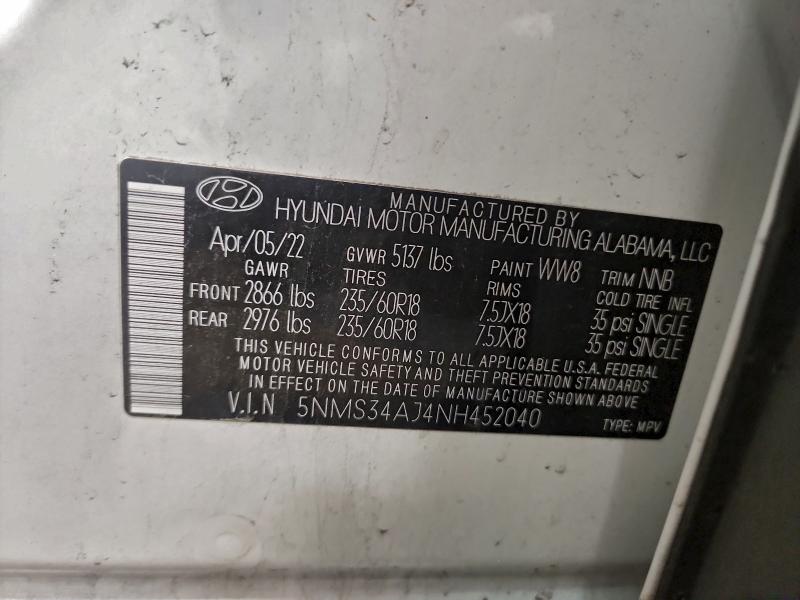 MANUFACTURED BY
HYUNDAI MOTOR MANUFACTURING ALABAMA, LLC
Apr/05/22 GVWR 5137 lbs PAINT WW8 TRIM NNB
GAWR TIRES RIMS COLD TIRE INFL
FRONT 2866 lbs 235/60R18 7.5JX18 35 psi SINGLE
REAR 2976 lbs 235/60R18 7.5JX18 35 psi SINGLE
THIS VEHICLE CONFORMS TO ALL APPLICABLE U.S.A. FEDERAL
MOTOR VEHICLE SAFETY AND THEFT PREVENTION STANDARDS
IN EFFECT ON THE DATE OF MANUFACTURE SHOWN ABOVE.
V.I.N 5NMS34AJ4NH452040 TYPE: MPV